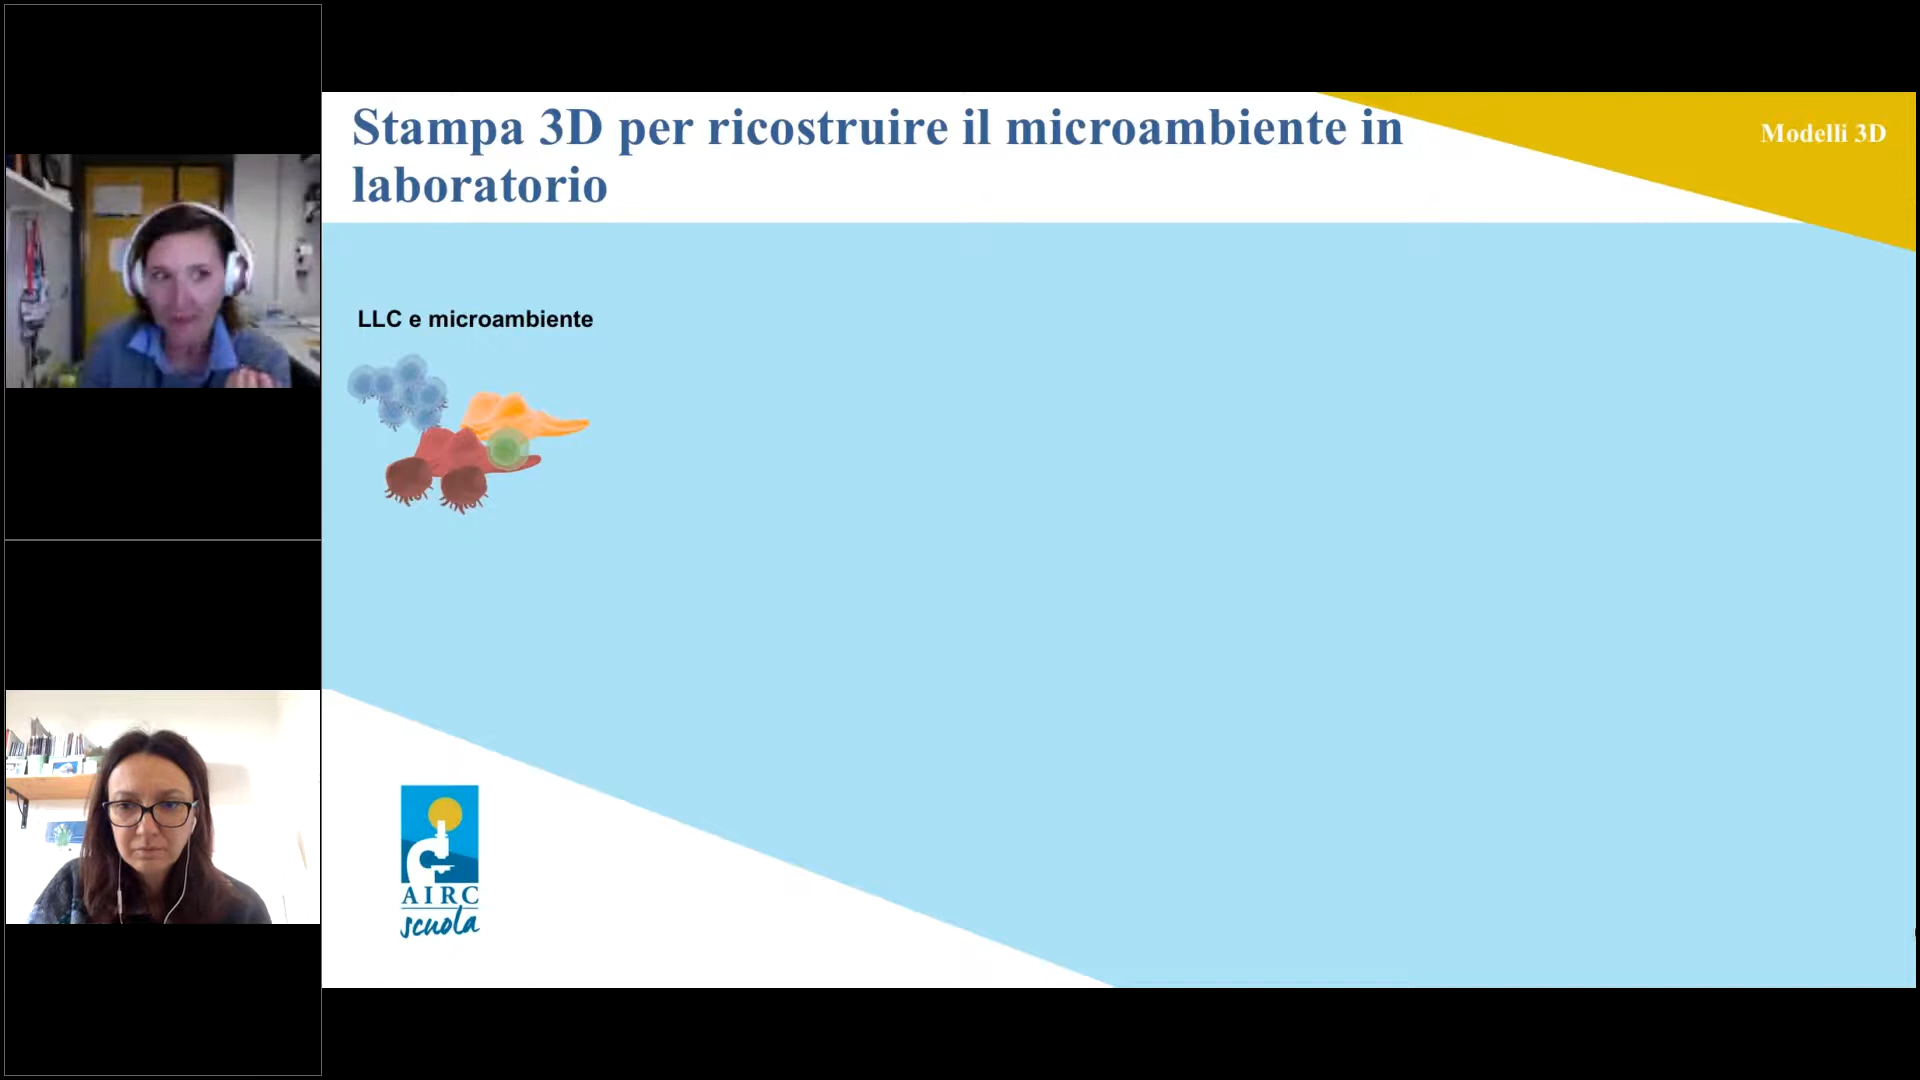 Stampa 3D per ricostruire il microambiente in
laboratorio
Modelli 3D
LLC e microambiente
AIRC
scuola